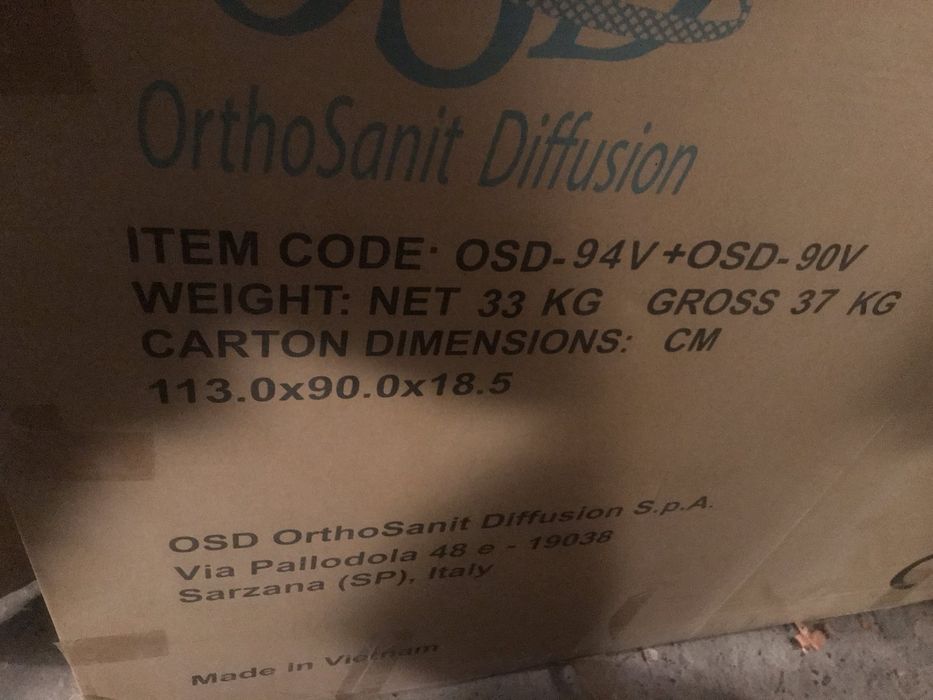 OSD
OrthoSanit Diffusion
ITEM CODE: OSD-94V+OSD-90V
WEIGHT: NET 33 KG GROSS 37 KG
CARTON DIMENSIONS: CM
113.0x90.0x18.5
OSD OrthoSanit Diffusion S.p.A.
Via Pallodola 48 e - 19038
Sarzana (SP), Italy
Made in Vietnam